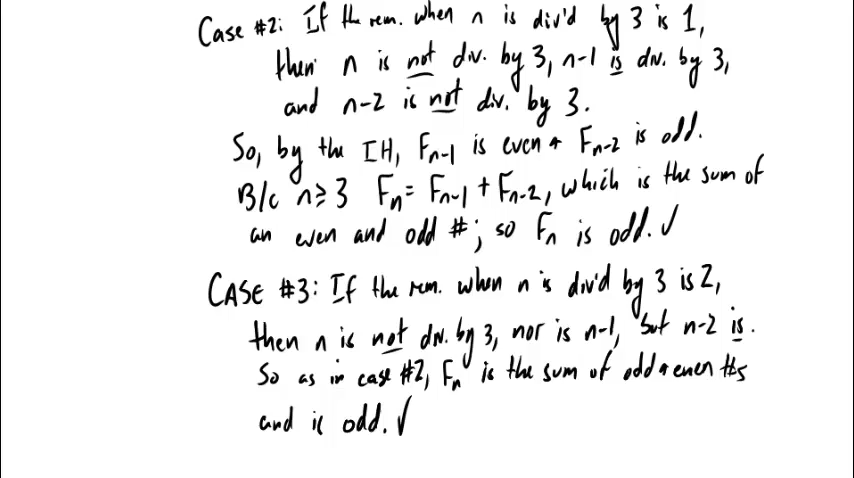 Case #2: If the rem. when n is div'd by 3 is 1,
then n is not div. by 3, n-1 is div. by 3,
and n-2 is not div. by 3.
So, by the IH, Fn-1 is even + Fn-2 is odd.
B/c n≥3 Fn = Fn-1 + Fn-2, which is the sum of
an even and odd #; so Fn is odd. ✓
CASE #3: If the rem. when n is div'd by 3 is 2,
then n is not div. by 3, nor is n-1, but n-2 is.
So as in case #2, Fn is the sum of odd + even #s
and is odd. ✓